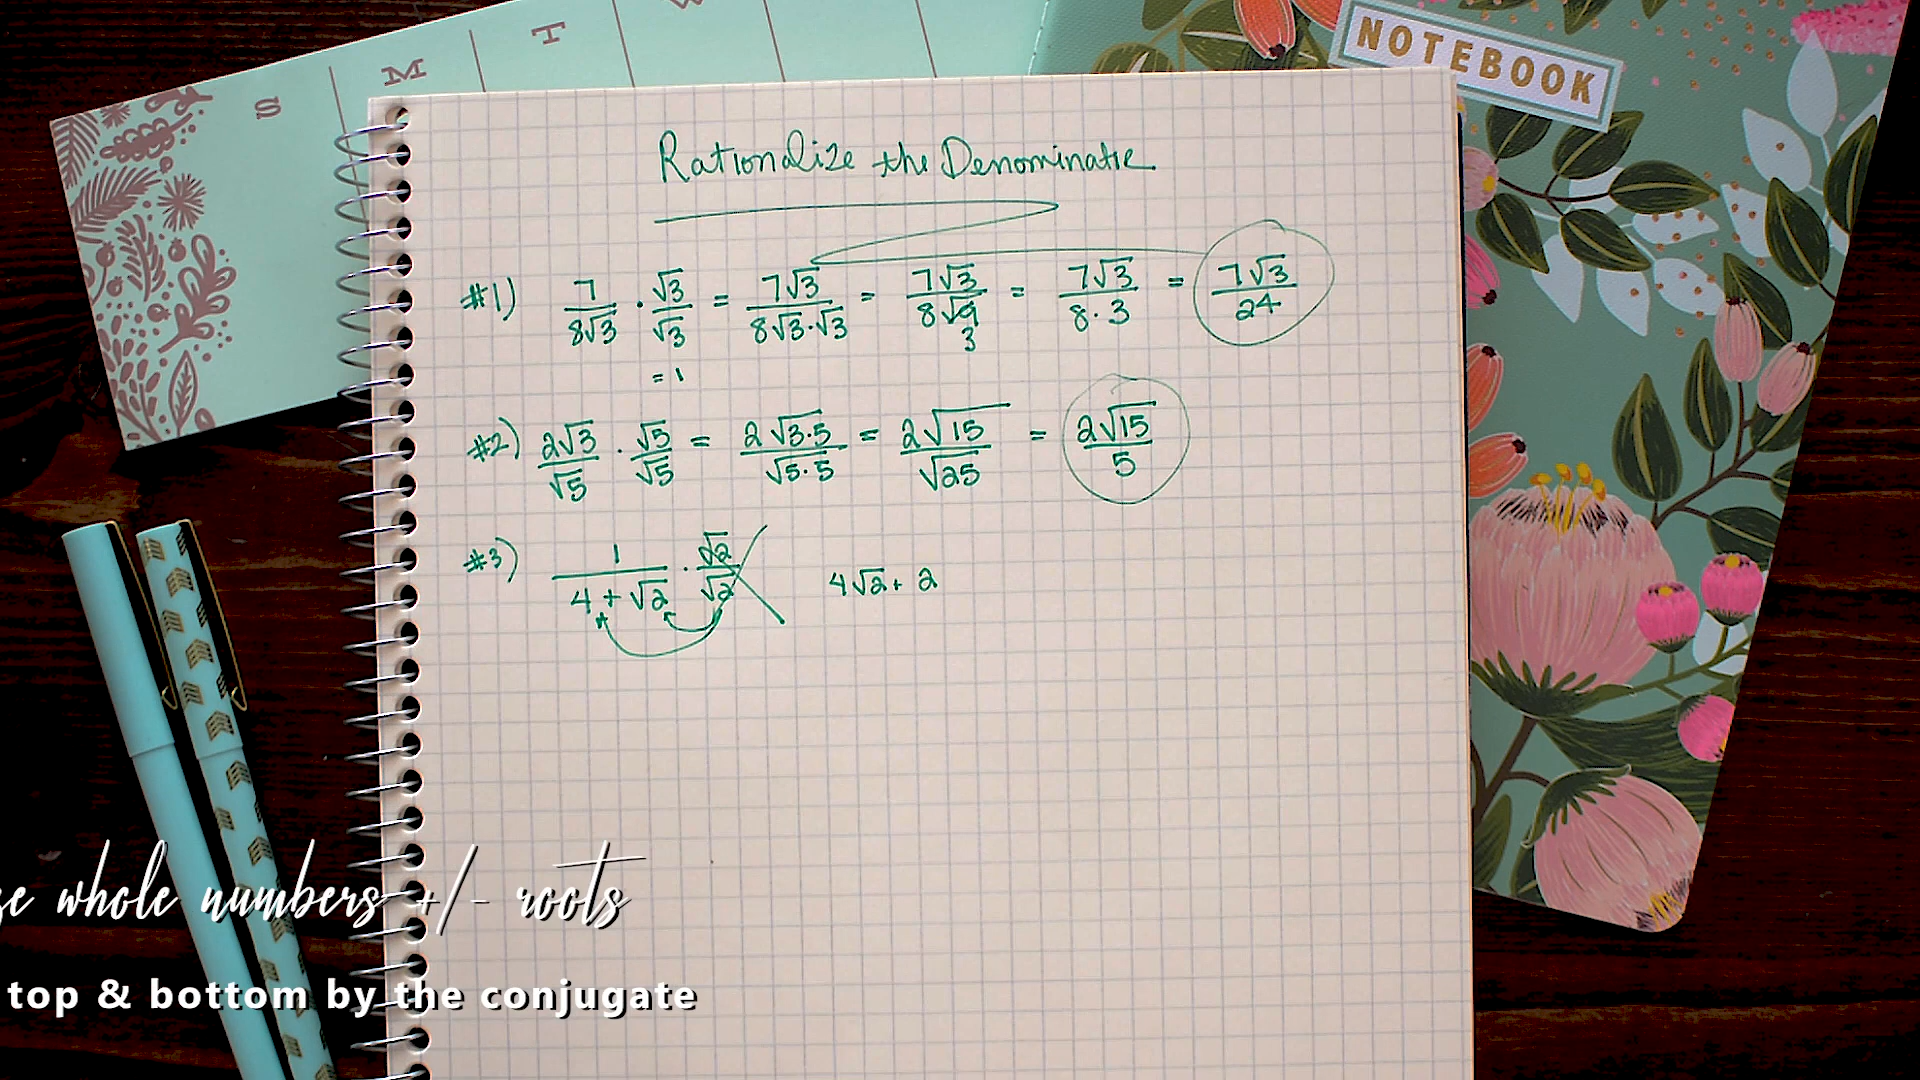 S M T
NOTEBOOK
Rationalize the Denominator
#1) 7/8√3 · √3/√3 = 7√3/8√3·√3 = 7√3/8√9 = 7√3/8·3 = 7√3/24
3
= 1
#2) 2√3/√5 · √5/√5 = 2√3·5/√5·5 = 2√15/√25 = 2√15/5
#3) 1/4+√2 · √2/√2 4√2 + 2
whole numbers +/- roots
top & bottom by the conjugate